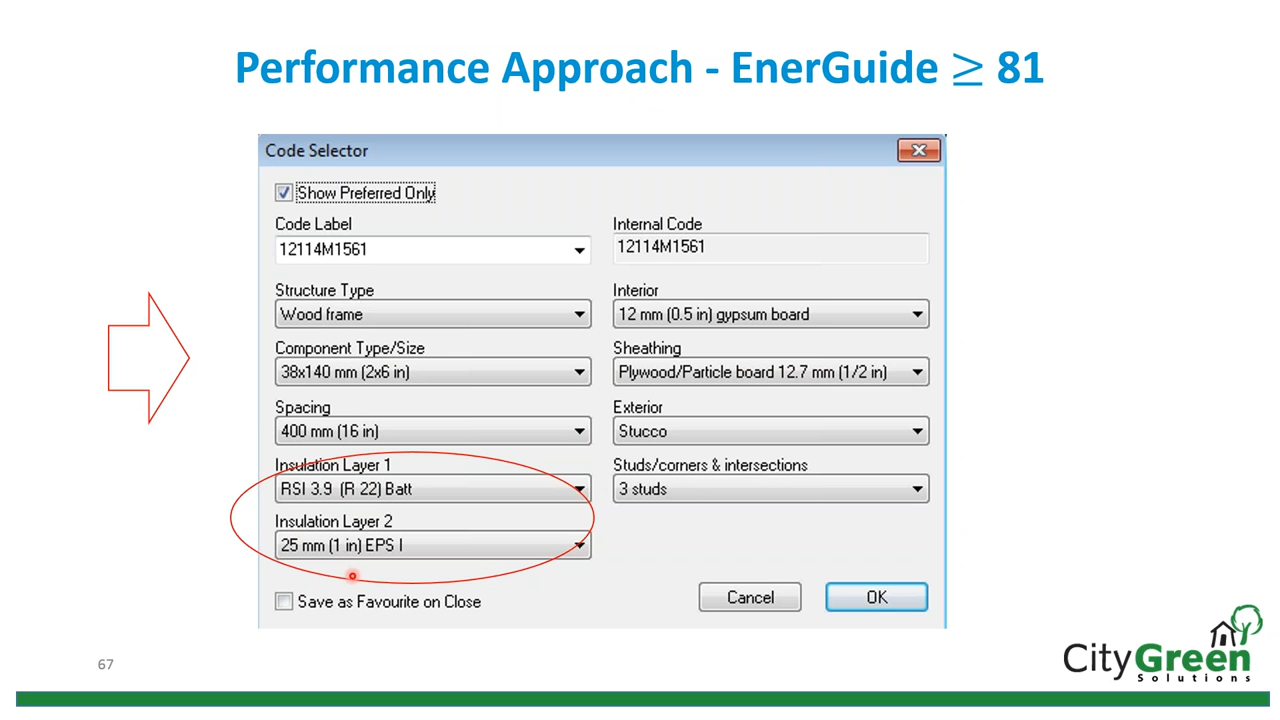 Performance Approach - EnerGuide ≥ 81
Code Selector
Show Preferred Only
Code Label
12114M1561
Internal Code
12114M1561
Structure Type
Wood frame
Interior
12 mm (0.5 in) gypsum board
Component Type/Size
38x140 mm (2x6 in)
Sheathing
Plywood/Particle board 12.7 mm (1/2 in)
Spacing
400 mm (16 in)
Exterior
Stucco
Insulation Layer 1
RSI 3.9 (R 22) Batt
Studs/corners & intersections
3 studs
Insulation Layer 2
25 mm (1 in) EPS I
Save as Favourite on Close
Cancel
OK
67
CityGreen
Solutions